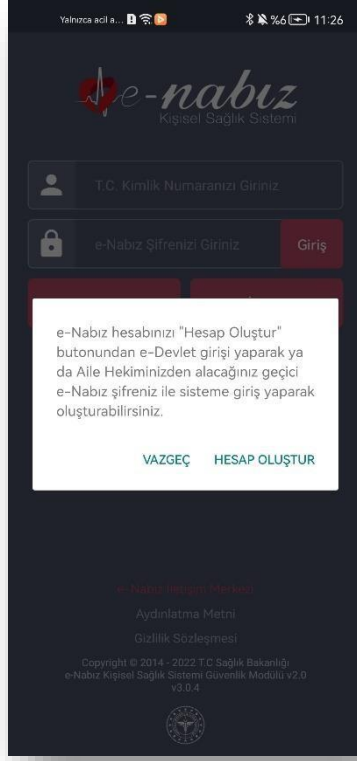 Yalnızca acil a... %6 11:26
e-nabız
Kişisel Sağlık Sistemi
T.C. Kimlik Numaranızı Giriniz
e-Nabız Şifrenizi Giriniz Giriş
e-Nabız hesabınızı "Hesap Oluştur"
butonundan e-Devlet girişi yaparak ya
da Aile Hekiminizden alacağınız geçici
e-Nabız şifreniz ile sisteme giriş yaparak
oluşturabilirsiniz.
VAZGEÇ HESAP OLUŞTUR
e-Nabız İletişim Merkezi
Aydınlatma Metni
Gizlilik Sözleşmesi
Copyright © 2014 - 2022 T.C Sağlık Bakanlığı
e-Nabız Kişisel Sağlık Sistemi Güvenlik Modülü v2.0
v3.0.4